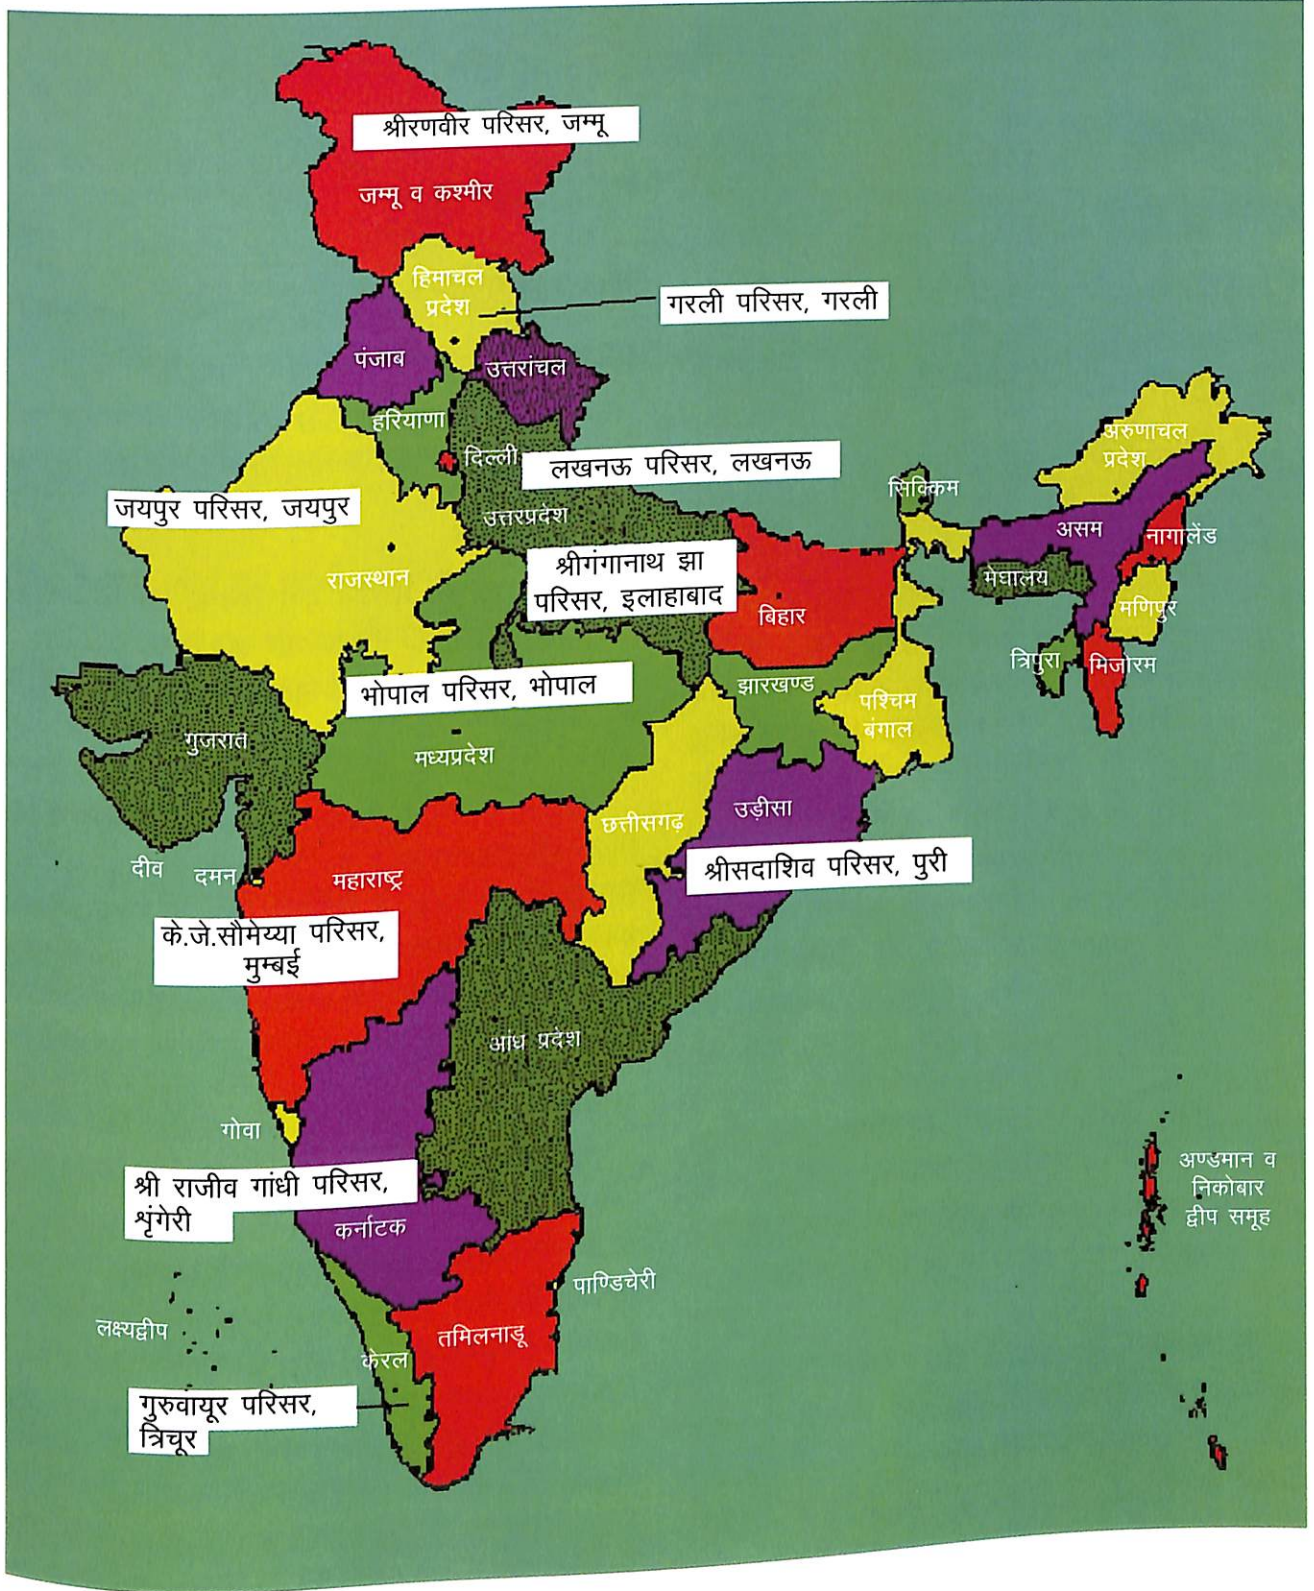 श्रीरणवीर परिसर, जम्मू
जम्मू व कश्मीर
हिमाचल
प्रदेश
गरली परिसर, गरली
पंजाब
उत्तरांचल
हरियाणा
दिल्ली
लखनऊ परिसर, लखनऊ
अरुणाचल
प्रदेश
सिक्किम
जयपुर परिसर, जयपुर
उत्तरप्रदेश
असम
नागालेंड
श्रीगंगानाथ झा
परिसर, इलाहाबाद
राजस्थान
मेघालय
बिहार
मणिपुर
त्रिपुरा
मिजोरम
भोपाल परिसर, भोपाल
झारखण्ड
पश्चिम
बंगाल
गुजरात
मध्यप्रदेश
छत्तीसगढ़
उड़ीसा
दीव
दमन
महाराष्ट्र
श्रीसदाशिव परिसर, पुरी
के.जे.सौमेय्या परिसर,
मुम्बई
आंध प्रदेश
गोवा
श्री राजीव गांधी परिसर,
शृंगेरी
कर्नाटक
अण्डमान व
निकोबार
द्वीप समूह
पाण्डिचेरी
लक्ष्यद्वीप
तमिलनाडू
केरल
गुरुवायूर परिसर,
त्रिचूर